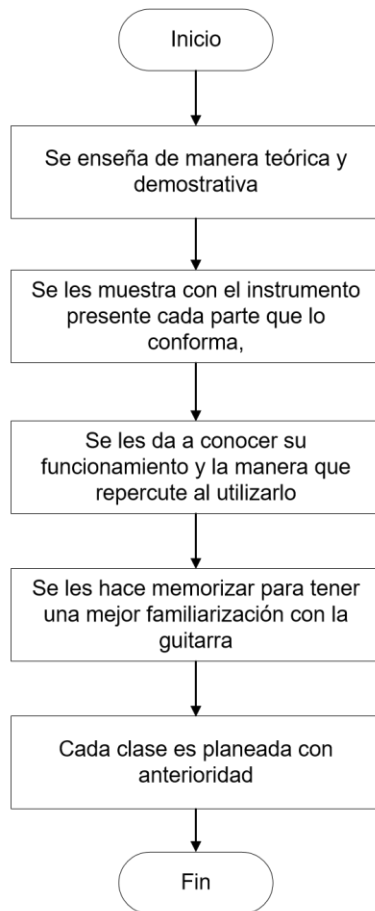 Inicio
Se enseña de manera teórica y
demostrativa
Se les muestra con el instrumento
presente cada parte que lo
conforma,
Se les da a conocer su
funcionamiento y la manera que
repercute al utilizarlo
Se les hace memorizar para tener
una mejor familiarización con la
guitarra
Cada clase es planeada con
anterioridad
Fin